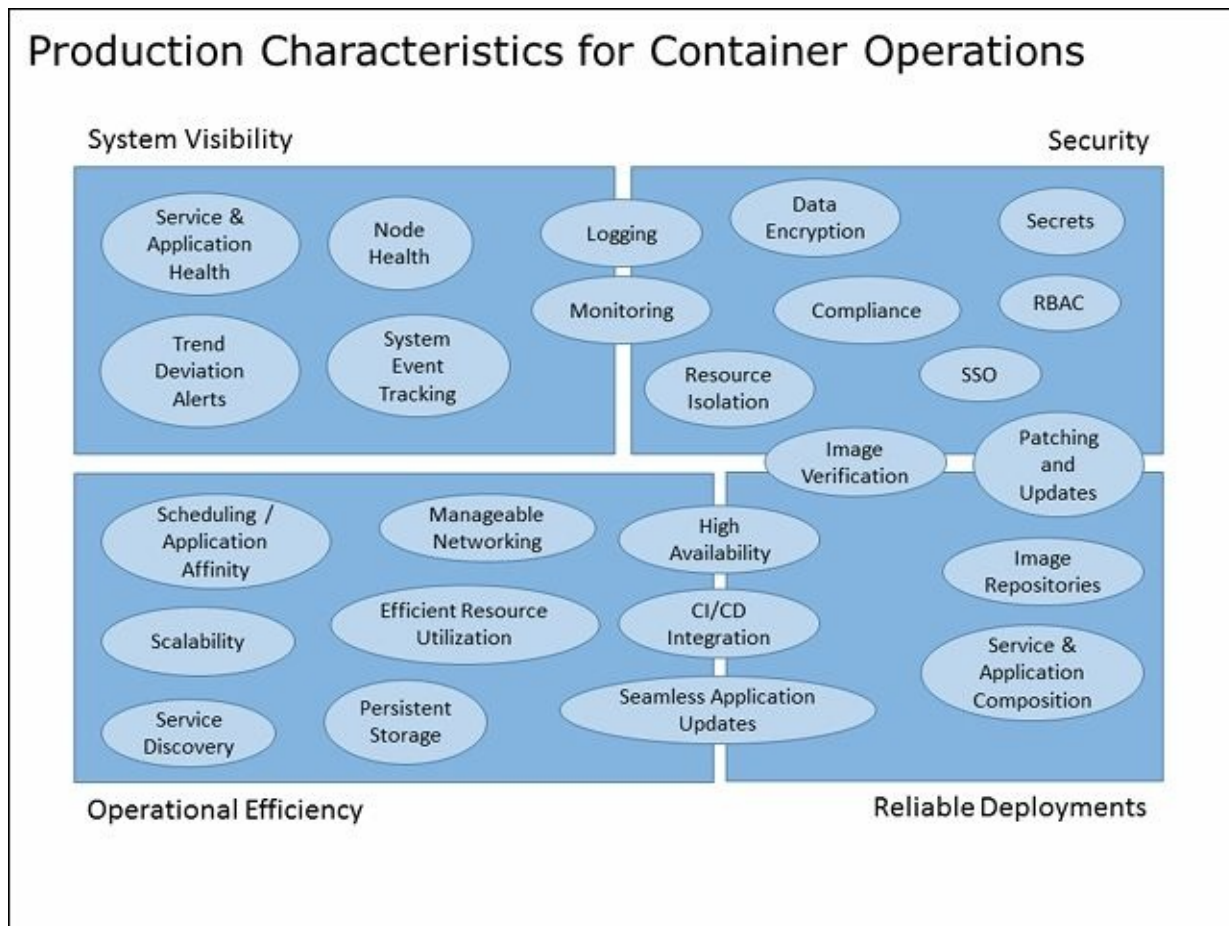 Production Characteristics for Container Operations
System Visibility
Security
Service &
Application
Health
Node
Health
Logging
Data
Encryption
Secrets
Monitoring
Compliance
RBAC
Trend
Deviation
Alerts
System
Event
Tracking
Resource
Isolation
SSO
Image
Verification
Patching
and
Updates
Scheduling /
Application
Affinity
Manageable
Networking
High
Availability
Image
Repositories
Scalability
Efficient Resource
Utilization
CI/CD
Integration
Service &
Application
Composition
Service
Discovery
Persistent
Storage
Seamless Application
Updates
Operational Efficiency
Reliable Deployments